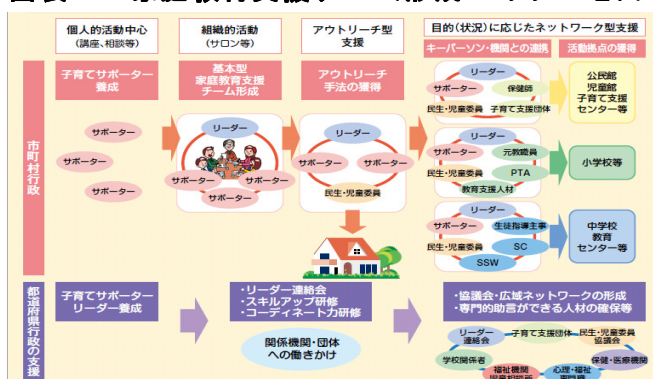 個人的活動中心
(講座、相談等)
組織的活動
(サロン等)
アウトリーチ型
支援
目的(状況)に応じたネットワーク型支援
キーパーソン・機関との連携
活動拠点の獲得
市町村行政
子育てサポーター
養成
基本型
家庭教育支援
チーム形成
アウトリーチ
手法の獲得
サポーター
サポーター
サポーター
リーダー
サポーター
サポーター
サポーター
リーダー
サポーター
サポーター
民生・児童委員
リーダー
サポーター
保健師
民生・児童委員
子育て支援団体
公民館
児童館
子育て支援
センター等
リーダー
サポーター
元教職員
民生・児童委員
PTA
教育支援人材
小学校等
リーダー
サポーター
生徒指導主事
民生・児童委員
SC
SSW
中学校
教育
センター等
都道府県行政の支援
子育てサポーター
リーダー養成
・リーダー連絡会
・スキルアップ研修
・コーディネート力研修
関係機関・団体
への働きかけ
・協議会・広域ネットワークの形成
・専門的助言ができる人材の確保等
リーダー
連絡会
子育て支援団体
民生・児童委員
協議会
学校関係者
保健・医療機関
福祉機関
心理・福祉